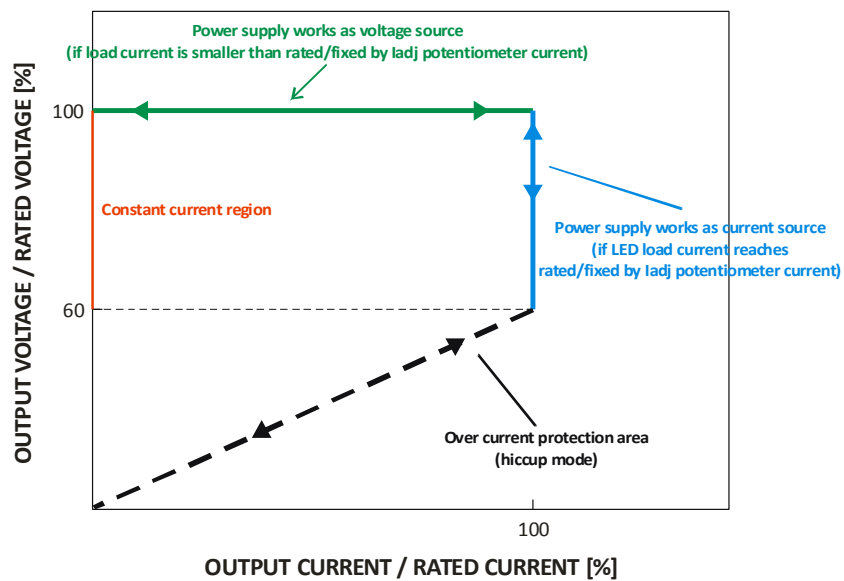 Power supply works as voltage source
(if load current is smaller than rated/fixed by Iadj potentiometer current)
OUTPUT VOLTAGE / RATED VOLTAGE [%]
100
Constant current region
Power supply works as current source
(if LED load current reaches
rated/fixed by Iadj potentiometer current)
60
Over current protection area
(hiccup mode)
100
OUTPUT CURRENT / RATED CURRENT [%]